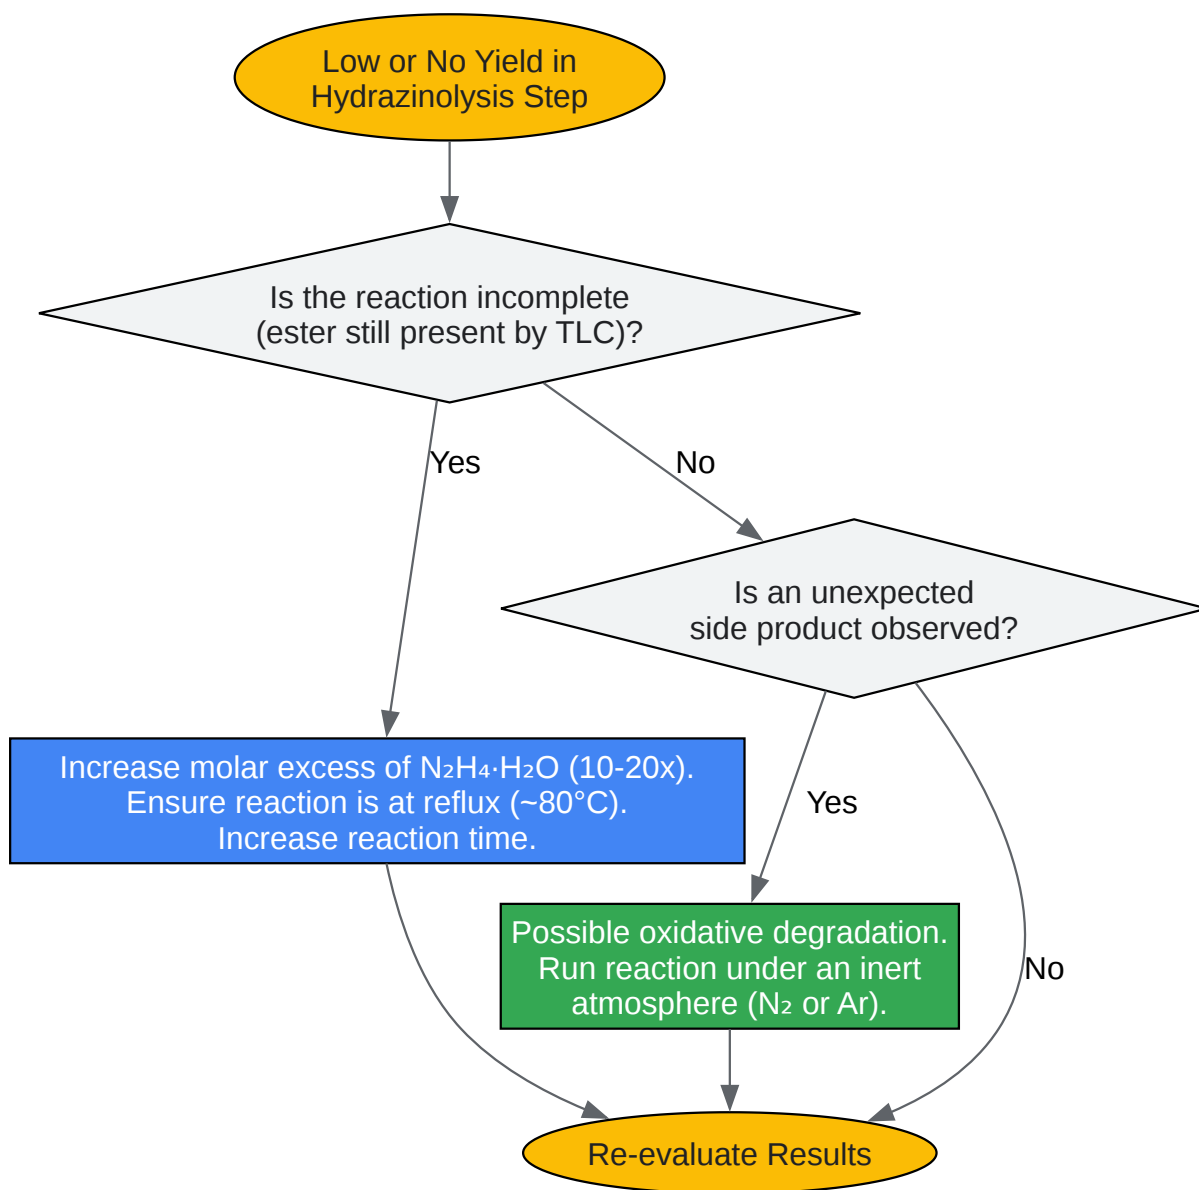 Low or No Yield in
Hydrazinolysis Step
Is the reaction incomplete
(ester still present by TLC)?
Yes
No
Is an unexpected
side product observed?
Increase molar excess of N₂H₄·H₂O (10-20x).
Ensure reaction is at reflux (~80°C).
Increase reaction time.
Yes
Possible oxidative degradation.
Run reaction under an inert
atmosphere (N₂ or Ar).
No
Re-evaluate Results